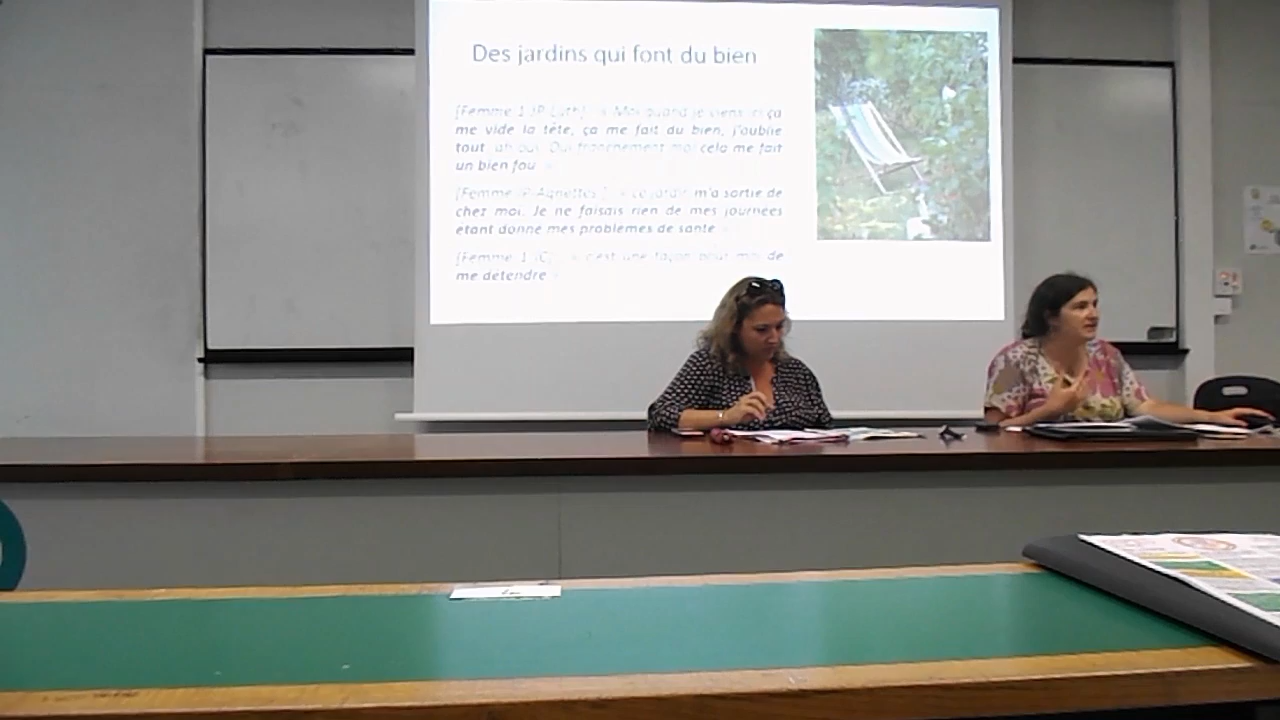 Des jardins qui font du bien
[Femme 1 JP-Luth] : « Moi quand je viens ici ça
me vide la tête, ça me fait du bien, j'oublie
tout, ah oui. Oui franchement moi cela me fait
un bien fou »
[Femme JP-Agnettes] : « Le jardin m'a sortie de
chez moi. Je ne faisais rien de mes journées
étant donné mes problèmes de santé »
[Femme 1 JC] : « c'est une façon pour moi de
me détendre »